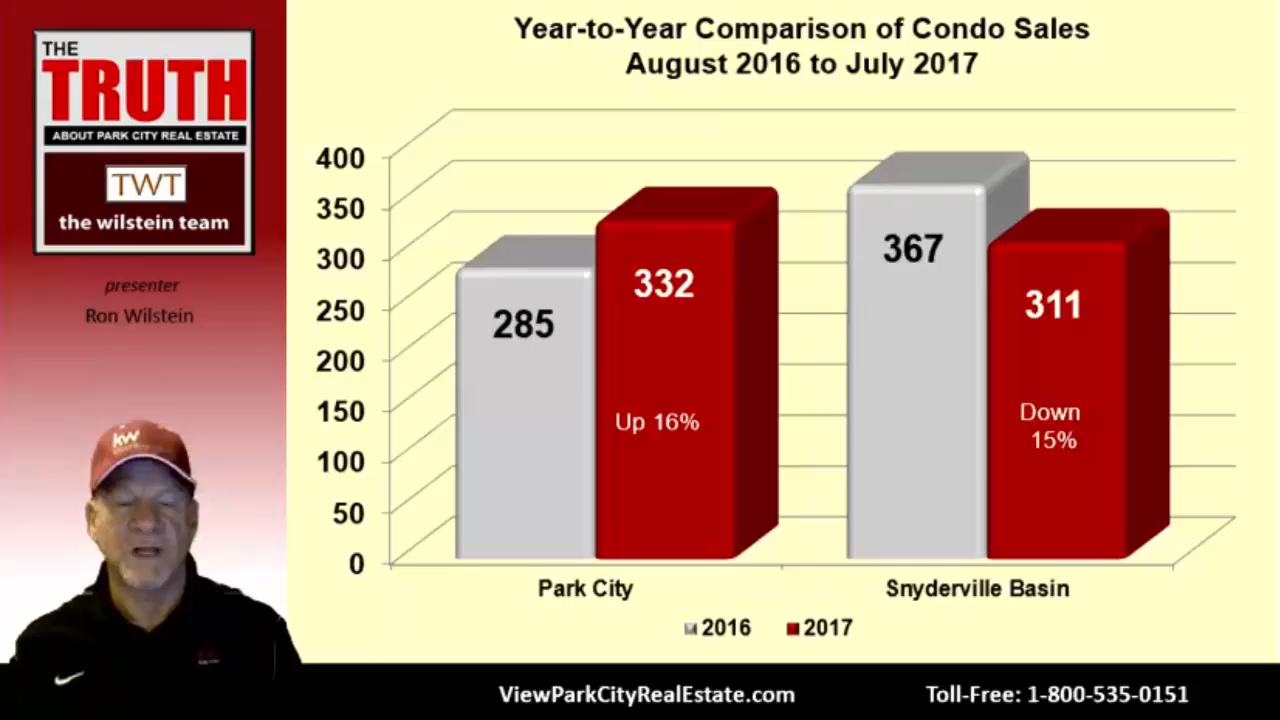 THE
TRUTH
ABOUT PARK CITY REAL ESTATE
TWT
the wilstein team
presenter
Ron Wilstein
kw
Year-to-Year Comparison of Condo Sales
August 2016 to July 2017
400
350
300
250
200
150
100
50
0
285
332
Up 16%
367
311
Down
15%
Park City
Snyderville Basin
2016
2017
ViewParkCityRealEstate.com
Toll-Free: 1-800-535-0151